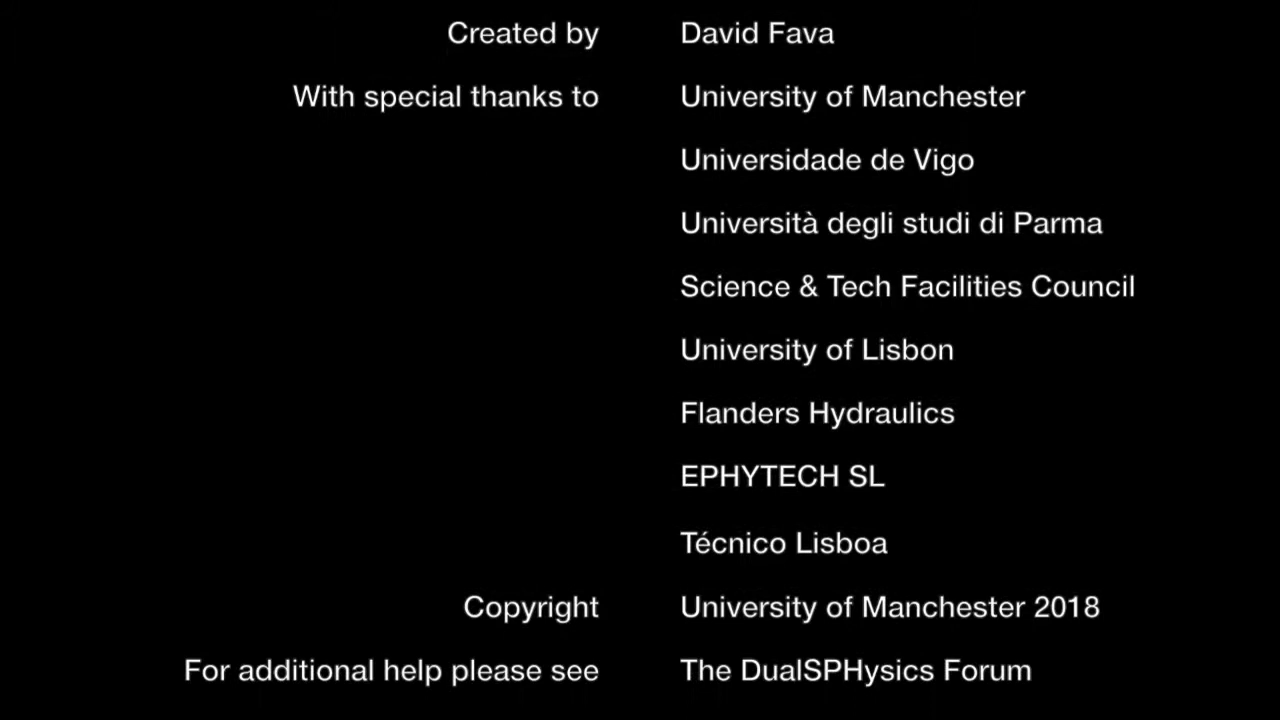 Created by David Fava
With special thanks to University of Manchester
Universidade de Vigo
Università degli studi di Parma
Science & Tech Facilities Council
University of Lisbon
Flanders Hydraulics
EPHYTECH SL
Técnico Lisboa
Copyright University of Manchester 2018
For additional help please see The DualSPHysics Forum